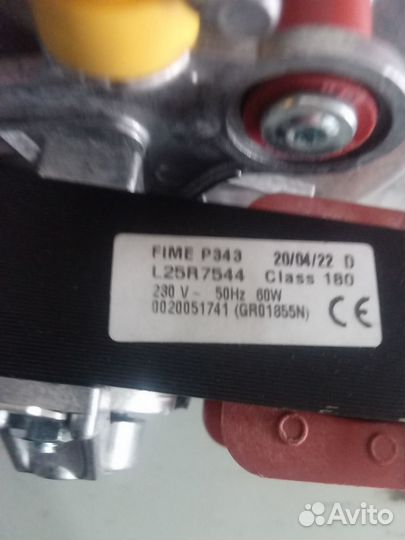 FIME P343 20/04/22 D
L25R7544 Class 180
230 V~ 50Hz 60W
0020051741 (GR01855N)
CE
Avito